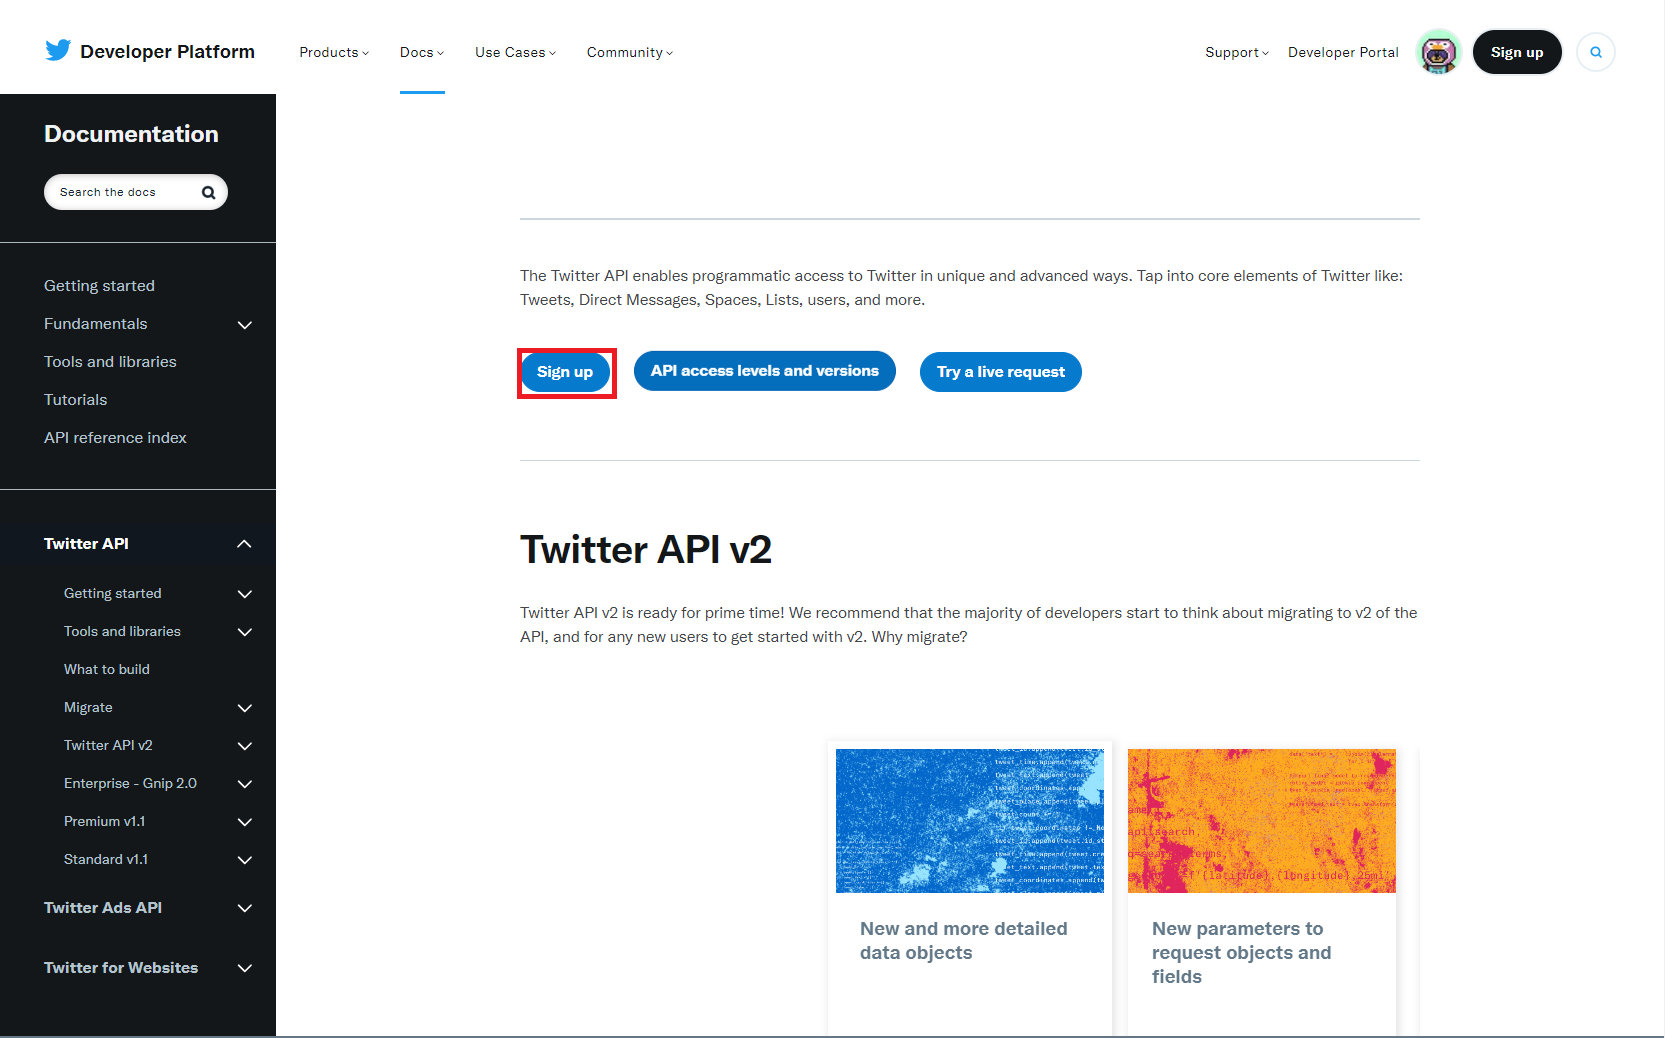 Developer Platform
Products
Docs
Use Cases
Community
Support
Developer Portal
Sign up
Documentation
Search the docs
Getting started
Fundamentals
Tools and libraries
Tutorials
API reference index
Twitter API
Getting started
Tools and libraries
What to build
Migrate
Twitter API v2
Enterprise - Gnip 2.0
Premium v1.1
Standard v1.1
Twitter Ads API
Twitter for Websites
The Twitter API enables programmatic access to Twitter in unique and advanced ways. Tap into core elements of Twitter like:
Tweets, Direct Messages, Spaces, Lists, users, and more.
Sign up
API access levels and versions
Try a live request
Twitter API v2
Twitter API v2 is ready for prime time! We recommend that the majority of developers start to think about migrating to v2 of the
API, and for any new users to get started with v2. Why migrate?
New and more detailed
data objects
New parameters to
request objects and
fields